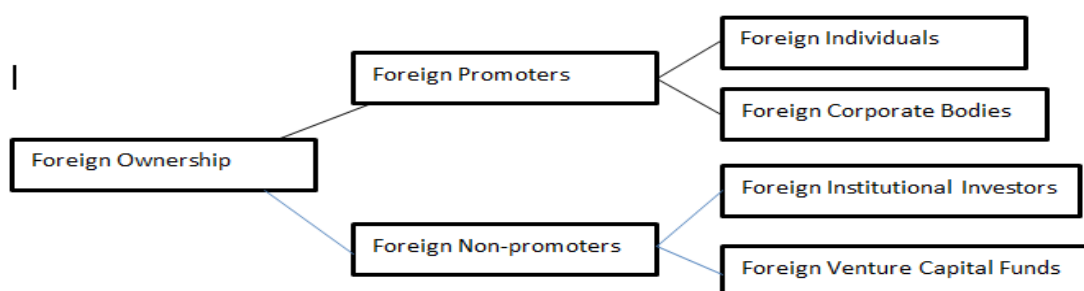 Foreign Individuals
Foreign Promoters
Foreign Corporate Bodies
Foreign Ownership
Foreign Institutional Investors
Foreign Non-promoters
Foreign Venture Capital Funds